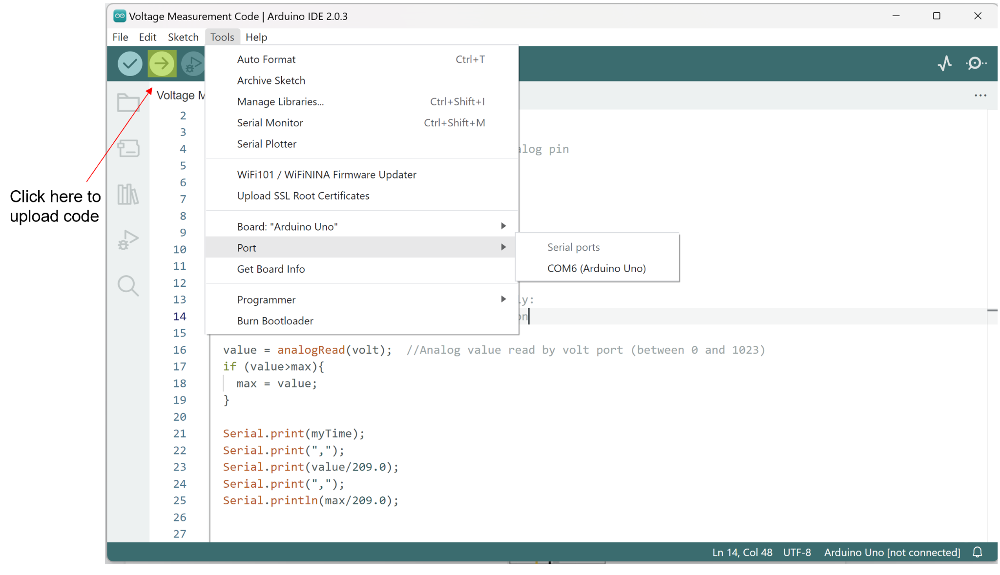 Voltage Measurement Code | Arduino IDE 2.0.3
File Edit Sketch Tools Help
Auto Format Ctrl+T
Archive Sketch
Manage Libraries... Ctrl+Shift+I
Serial Monitor Ctrl+Shift+M
Serial Plotter
WiFi101 / WiFiNINA Firmware Updater
Upload SSL Root Certificates
Board: "Arduino Uno"
Port
Get Board Info
Programmer
Burn Bootloader
Serial ports
COM6 (Arduino Uno)
Click here to
upload code
Voltage M
...
2
3
4 alog pin
5
6
7
8
9
10
11
12
13 ly:
14 on
15
16 value = analogRead(volt); //Analog value read by volt port (between 0 and 1023)
17 if (value>max){
18 max = value;
19 }
20
21 Serial.print(myTime);
22 Serial.print(",");
23 Serial.print(value/209.0);
24 Serial.print(",");
25 Serial.println(max/209.0);
26
27
Ln 14, Col 48 UTF-8 Arduino Uno [not connected]